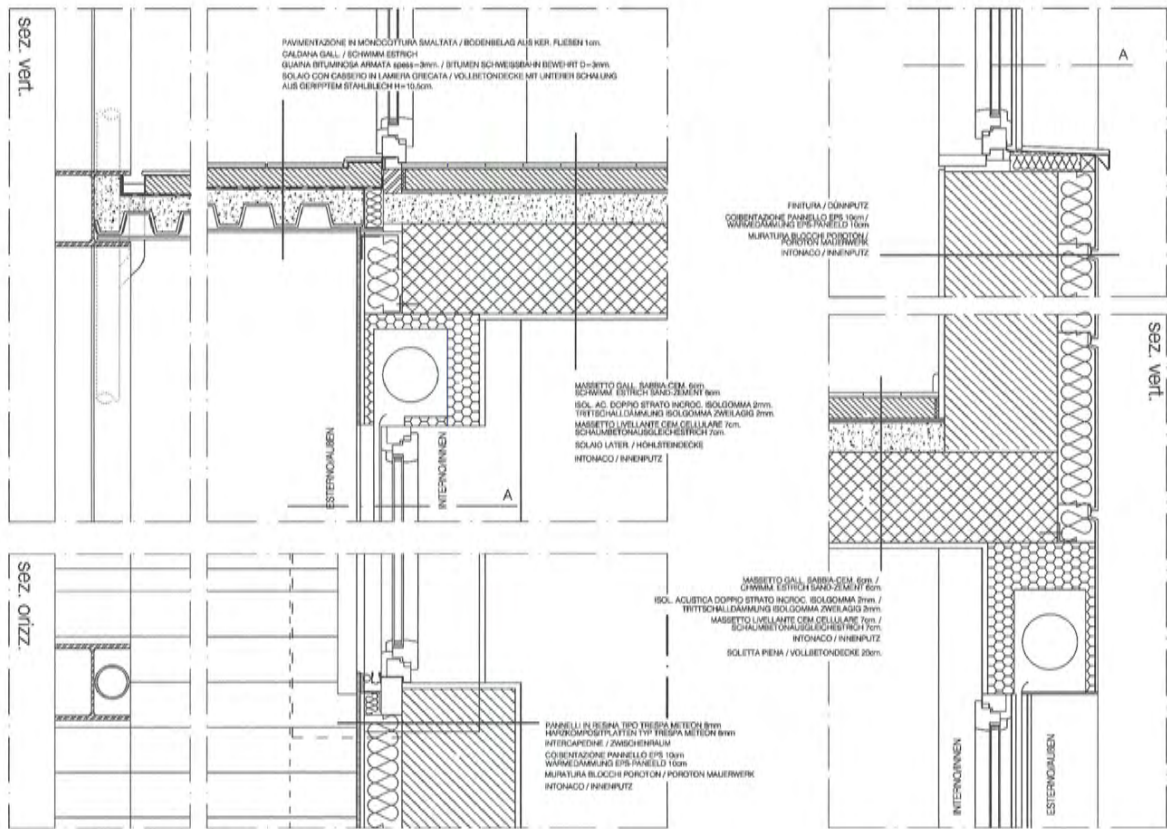 sez. vert.
PAVIMENTAZIONE IN MONOCOTTURA SMALTATA / BODENBELAG AUS KER. FLIESEN 1cm.
CALDANA GALL. / SCHWIMM ESTRICH
GUAINA BITUMINOSA ARMATA spess=3mm. / BITUMEN SCHWEISSBAHN BEWEHRT D=3mm.
SOLAIO CON CASSERO IN LAMIERA GRECATA / VOLLBETONDECKE MIT UNTERER SCHALUNG
AUS GERIPPTEM STAHLBLECH H=10,5cm.
MASSETTO GALL. SABBIA-CEM. 6cm.
SCHWIMM. ESTRICH SAND-ZEMENT 6cm.
ISOL. AC. DOPPIO STRATO INCROC. ISOLGOMMA 2mm.
TRITTSCHALLDÄMMUNG ISOLGOMMA ZWEILAGIG 2mm.
MASSETTO LIVELLANTE CEM.CELLULARE 7cm.
SCHAUMBETONAUSGLEICHESTRICH 7cm.
SOLAIO LATER. / HOHLSTEINDECKE
INTONACO / INNENPUTZ
ESTERNO/AUßEN
INTERNO/INNEN
A
sez. orizz.
PANNELLI IN RESINA TIPO TRESPA METEON 8mm
HARZKOMPOSITPLATTEN TYP TRESPA METEON 8mm
INTERCAPEDINE / ZWISCHENRAUM
COIBENTAZIONE PANNELLO EPS 10cm
WÄRMEDÄMMUNG EPS-PANEELD 10cm
MURATURA BLOCCHI POROTON / POROTON MAUERWERK
INTONACO / INNENPUTZ
A
FINITURA / DÜNNPUTZ
COIBENTAZIONE PANNELLO EPS 10cm /
WÄRMEDÄMMUNG EPS-PANEELD 10cm
MURATURA BLOCCHI POROTON /
POROTON MAUERWERK
INTONACO / INNENPUTZ
sez. vert.
MASSETTO GALL. SABBIA-CEM. 6cm. /
CHWIMM. ESTRICH SAND-ZEMENT 6cm.
ISOL. ACUSTICA DOPPIO STRATO INCROC. ISOLGOMMA 2mm. /
TRITTSCHALLDÄMMUNG ISOLGOMMA ZWEILAGIG 2mm.
MASSETTO LIVELLANTE CEM.CELLULARE 7cm. /
SCHAUMBETONAUSGLEICHESTRICH 7cm.
INTONACO / INNENPUTZ
SOLETTA PIENA / VOLLBETONDECKE 20cm.
INTERNO/INNEN
ESTERNO/AUßEN